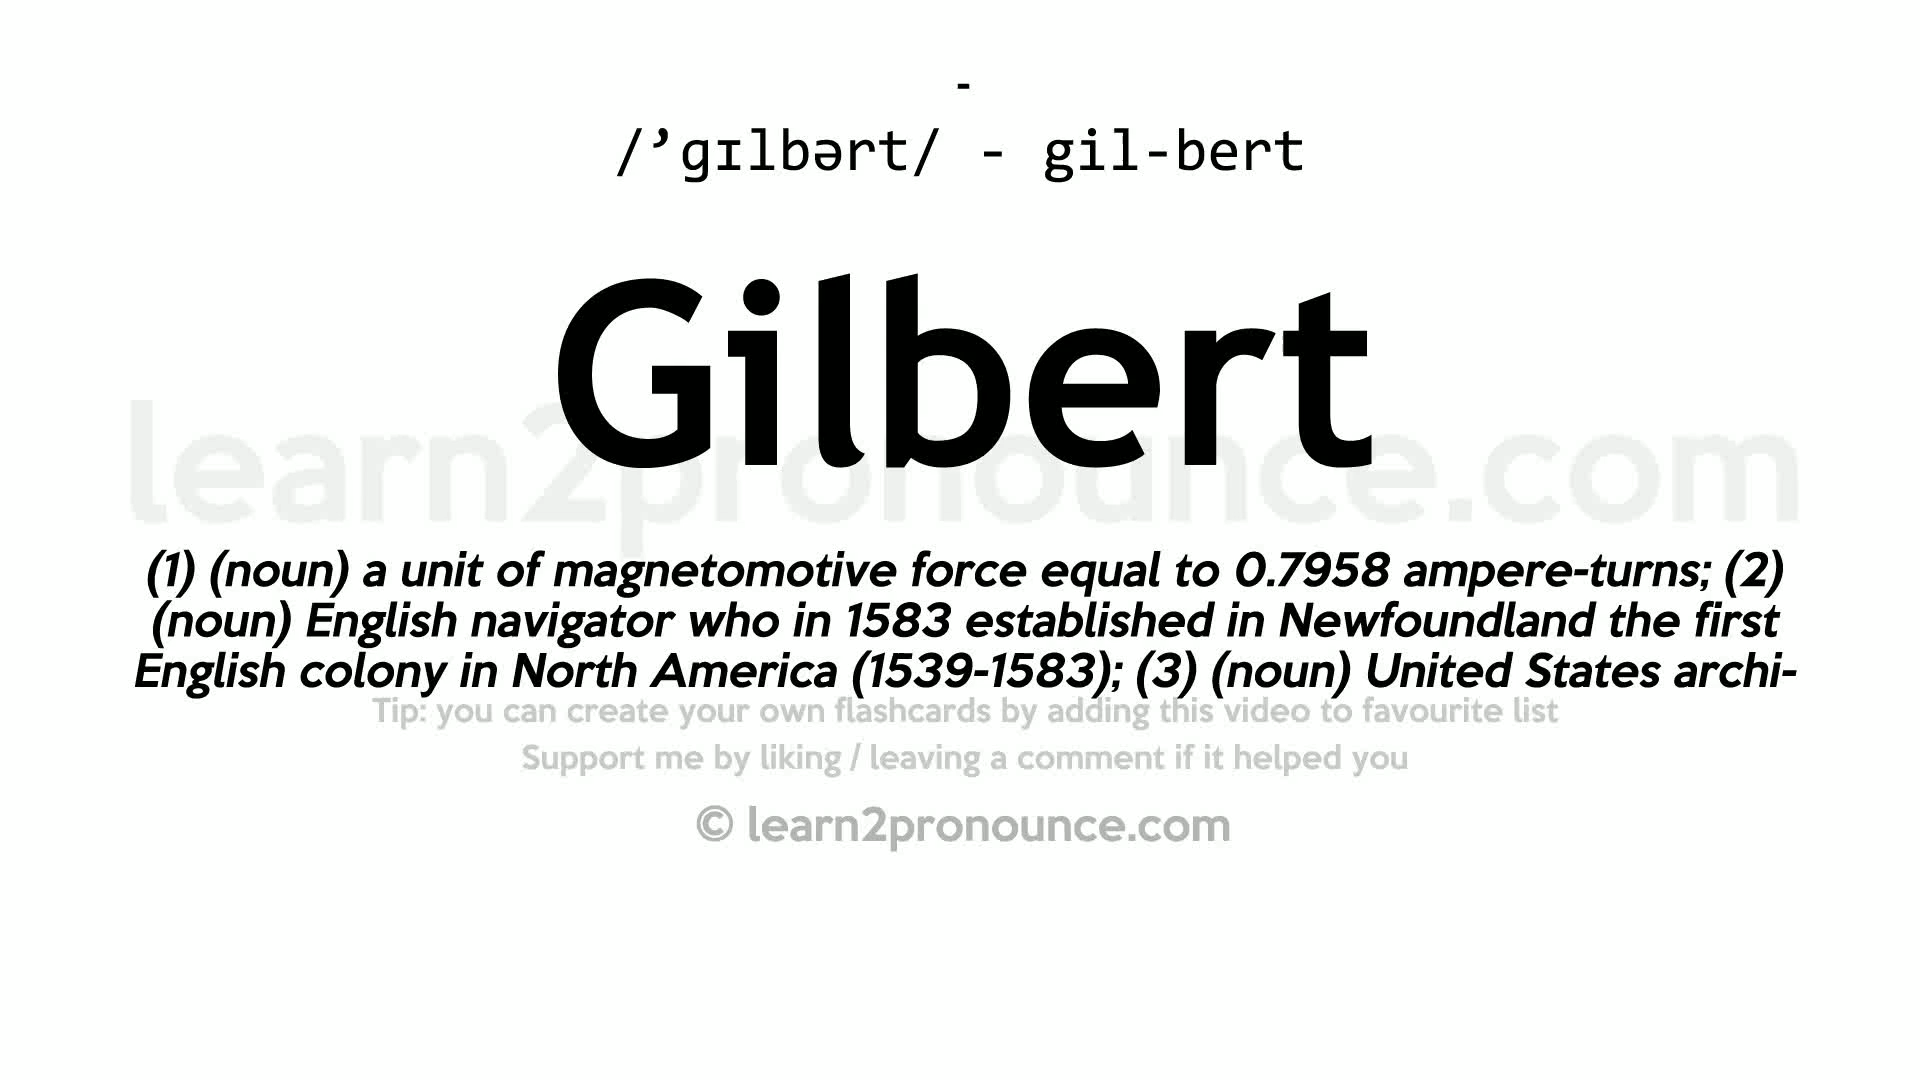 -
/’gɪlbərt/ - gil-bert
Gilbert
learn2pronounce.com
(1) (noun) a unit of magnetomotive force equal to 0.7958 ampere-turns; (2)
(noun) English navigator who in 1583 established in Newfoundland the first
English colony in North America (1539-1583); (3) (noun) United States archi-
Tip: you can create your own flashcards by adding this video to favourite list
Support me by liking / leaving a comment if it helped you
© learn2pronounce.com